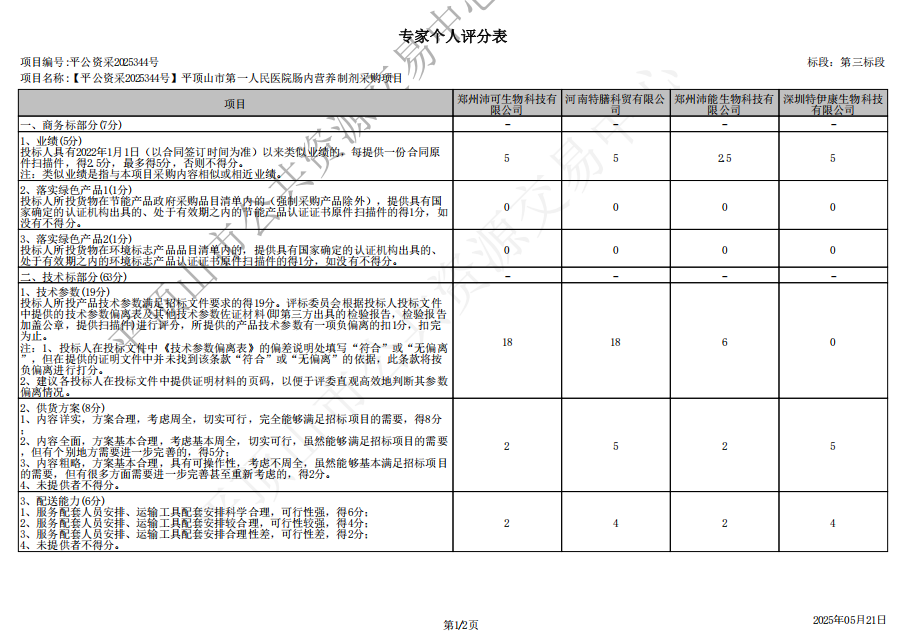 专家个人评分表
项目编号:平公资采2025344号
标段: 第三标段
项目名称:【平公资采2025344号】平顶山市第一人民医院肠内营养制剂采购项目
项目
郑州沛可生物科技有
限公司
河南特膳科贸有限公
司
郑州沛能生物科技有
限公司
深圳特伊康生物科技
有限公司
一、商务标部分(7分)
—
—
—
—
1、业绩(5分)
投标人具有2022年1月1日（以合同签订时间为准）以来类似业绩的，每提供一份合同原
件扫描件，得2.5分，最多得5分，否则不得分。
注：类似业绩是指与本项目采购内容相似或相近业绩。
5
5
2.5
5
2、落实绿色产品1(1分)
投标人所投货物在节能产品政府采购品目清单内的（强制采购产品除外），提供具有国
家确定的认证机构出具的、处于有效期之内的节能产品认证证书原件扫描件的得1分，如
没有不得分。
0
0
0
0
3、落实绿色产品2(1分)
投标人所投货物在环境标志产品品目清单内的，提供具有国家确定的认证机构出具的、
处于有效期之内的环境标志产品认证证书原件扫描件的得1分，如没有不得分。
0
0
0
0
二、技术标部分(63分)
—
—
—
—
1、技术参数(19分)
投标人所投产品技术参数满足招标文件要求的得19分。评标委员会根据投标人投标文件
中提供的技术参数偏离表及其他技术参数佐证材料(即第三方出具的检验报告，检验报告
加盖公章，提供扫描件)进行评分，所提供的产品技术参数有一项负偏离的扣1分，扣完
为止。
注：1、投标人在投标文件中《技术参数偏离表》的偏差说明处填写“符合”或“无偏离
”，但在提供的证明文件中并未找到该条款“符合”或“无偏离”的依据，此条款将按
负偏离进行打分。
2、建议各投标人在投标文件中提供证明材料的页码，以便于评委直观高效地判断其参数
偏离情况。
18
18
6
0
2、供货方案(8分)
1、内容详实，方案合理，考虑周全，切实可行，完全能够满足招标项目的需要，得8分
；
2、内容全面，方案基本合理，考虑基本周全，切实可行，虽然能够满足招标项目的需要
，但有个别地方需要进一步完善的，得5分；
3、内容粗略，方案基本合理，具有可操作性，考虑不周全，虽然能够基本满足招标项目
的需要，但有很多方面需要进一步完善甚至重新考虑的，得2分。
4、未提供者不得分。
2
5
2
5
3、配送能力(6分)
1、服务配套人员安排、运输工具配套安排科学合理，可行性强，得6分；
2、服务配套人员安排、运输工具配套安排较合理，可行性较强，得4分；
3、服务配套人员安排、运输工具配套安排合理性差，可行性差，得2分；
4、未提供者不得分。
2
4
2
4
平顶山市公共资源交易中心
平顶山市公共资源交易中心
第1/2页
2025年05月21日